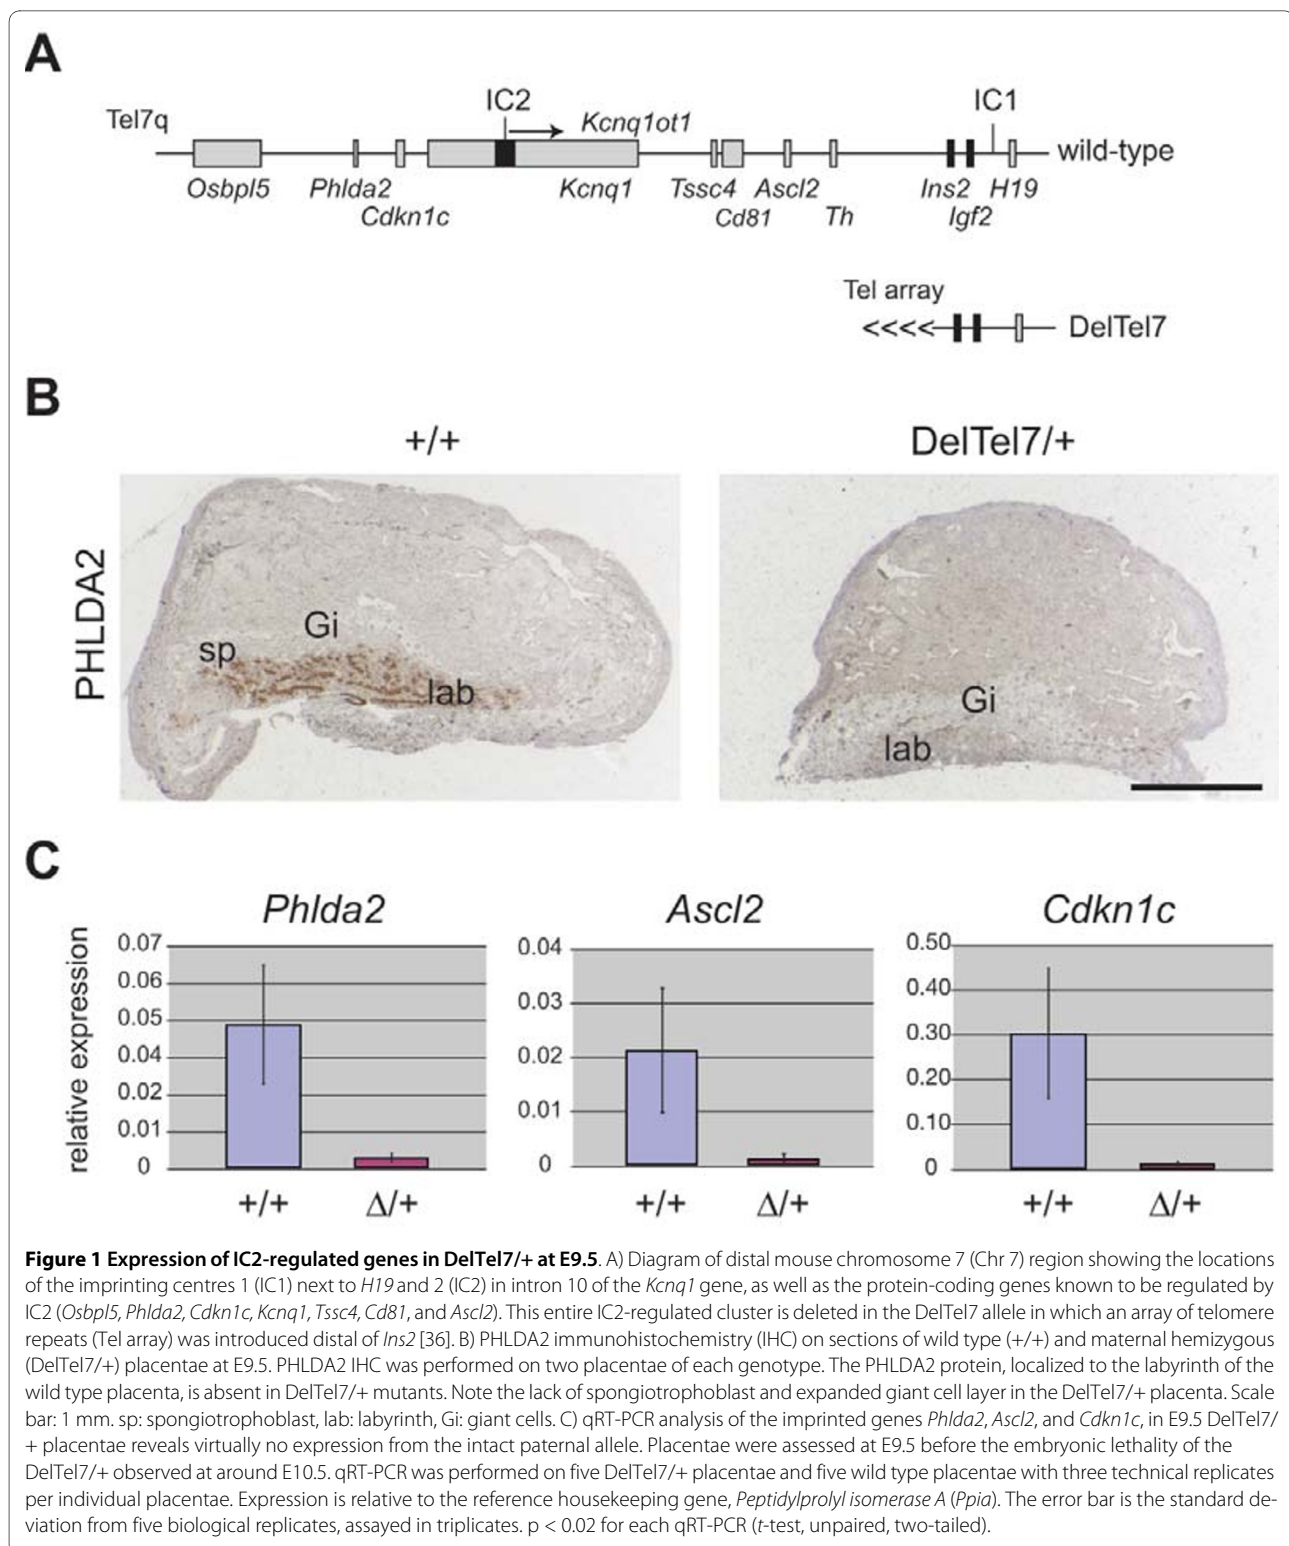 A
Tel7q
IC2
Kcnq1ot1
IC1
wild-type
Osbpl5
Phlda2
Cdkn1c
Kcnq1
Tssc4
Cd81
Ascl2
Th
Ins2
Igf2
H19
Tel array
<<<<
DelTel7
B
+/+
DelTel7/+
PHLDA2
Gi
sp
lab
Gi
lab
C
Phlda2
Ascl2
Cdkn1c
relative expression
0.07
0.06
0.05
0.04
0.02
0.01
0
+/+
Δ/+
0.04
0.03
0.02
0.01
0
+/+
Δ/+
0.50
0.40
0.30
0.20
0.10
0
+/+
Δ/+
Figure 1 Expression of IC2-regulated genes in DelTel7/+ at E9.5. A) Diagram of distal mouse chromosome 7 (Chr 7) region showing the locations
of the imprinting centres 1 (IC1) next to H19 and 2 (IC2) in intron 10 of the Kcnq1 gene, as well as the protein-coding genes known to be regulated by
IC2 (Osbpl5, Phlda2, Cdkn1c, Kcnq1, Tssc4, Cd81, and Ascl2). This entire IC2-regulated cluster is deleted in the DelTel7 allele in which an array of telomere
repeats (Tel array) was introduced distal of Ins2 [36]. B) PHLDA2 immunohistochemistry (IHC) on sections of wild type (+/+) and maternal hemizygous
(DelTel7/+) placentae at E9.5. PHLDA2 IHC was performed on two placentae of each genotype. The PHLDA2 protein, localized to the labyrinth of the
wild type placenta, is absent in DelTel7/+ mutants. Note the lack of spongiotrophoblast and expanded giant cell layer in the DelTel7/+ placenta. Scale
bar: 1 mm. sp: spongiotrophoblast, lab: labyrinth, Gi: giant cells. C) qRT-PCR analysis of the imprinted genes Phlda2, Ascl2, and Cdkn1c, in E9.5 DelTel7/
+ placentae reveals virtually no expression from the intact paternal allele. Placentae were assessed at E9.5 before the embryonic lethality of the
DelTel7/+ observed at around E10.5. qRT-PCR was performed on five DelTel7/+ placentae and five wild type placentae with three technical replicates
per individual placentae. Expression is relative to the reference housekeeping gene, Peptidylprolyl isomerase A (Ppia). The error bar is the standard de-
viation from five biological replicates, assayed in triplicates. p < 0.02 for each qRT-PCR (t-test, unpaired, two-tailed).